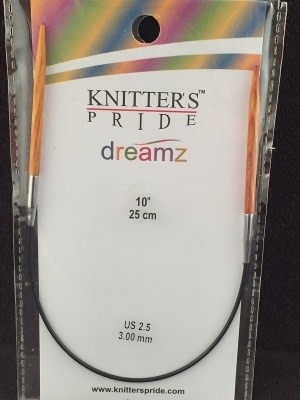 KNITTER'S™
PRIDE
dreamz
10"
25 cm
US 2.5
3.00 mm
www.knitterspride.com